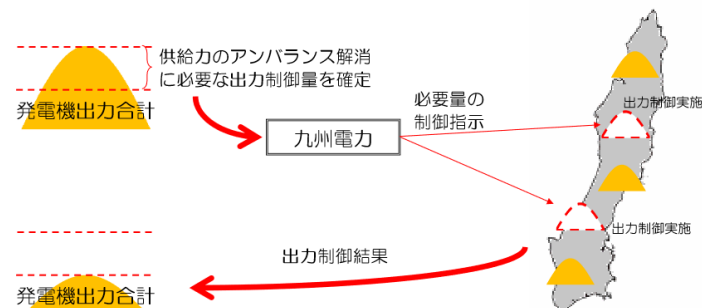 供給力のアンバランス解消
に必要な出力制御量を確定
発電機出力合計
必要量の
制御指示
九州電力
出力制御実施
出力制御実施
出力制御結果
発電機出力合計